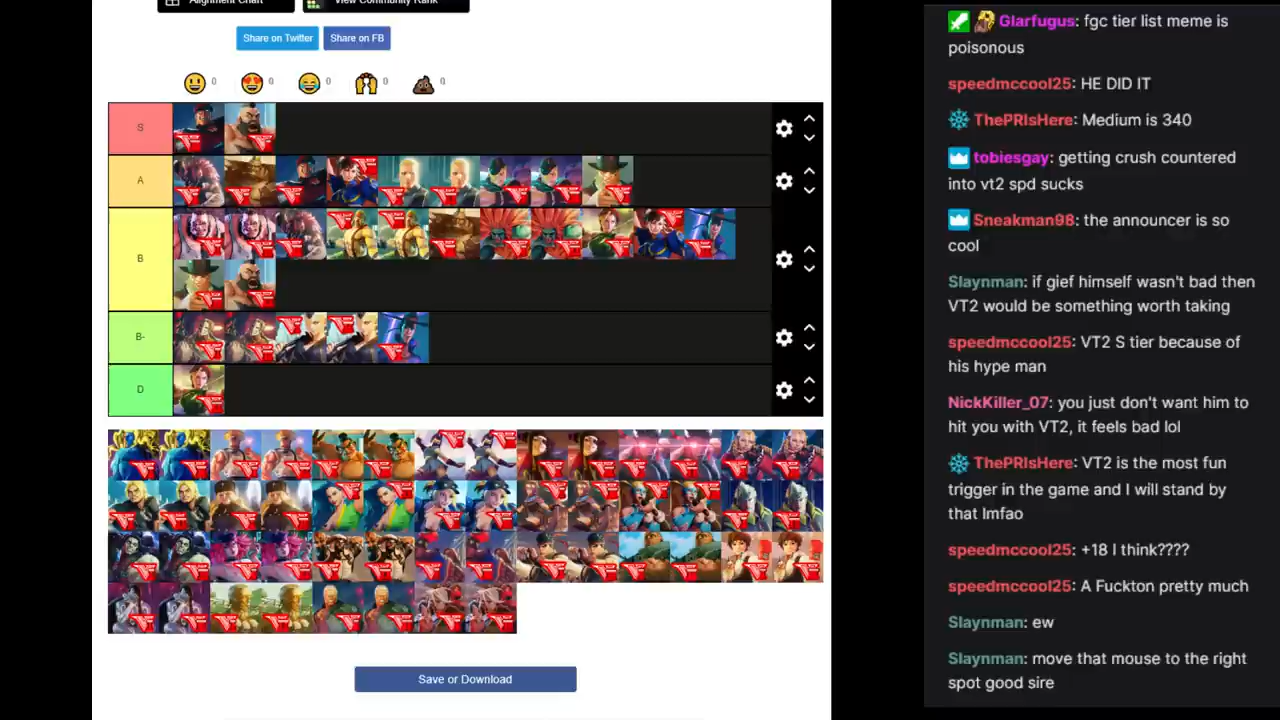 Alignment Chart
View Community Rank
Share on Twitter
Share on FB
0
0
0
0
0
S
A
B
B-
D
Save or Download
Glarfugus: fgc tier list meme is
poisonous
speedmccool25: HE DID IT
ThePRIsHere: Medium is 340
tobiesgay: getting crush countered
into vt2 spd sucks
Sneakman98: the announcer is so
cool
Slaynman: if gief himself wasn't bad then
VT2 would be something worth taking
speedmccool25: VT2 S tier because of
his hype man
NickKiller_07: you just don't want him to
hit you with VT2, it feels bad lol
ThePRIsHere: VT2 is the most fun
trigger in the game and I will stand by
that lmfao
speedmccool25: +18 I think????
speedmccool25: A Fuckton pretty much
Slaynman: ew
Slaynman: move that mouse to the right
spot good sire